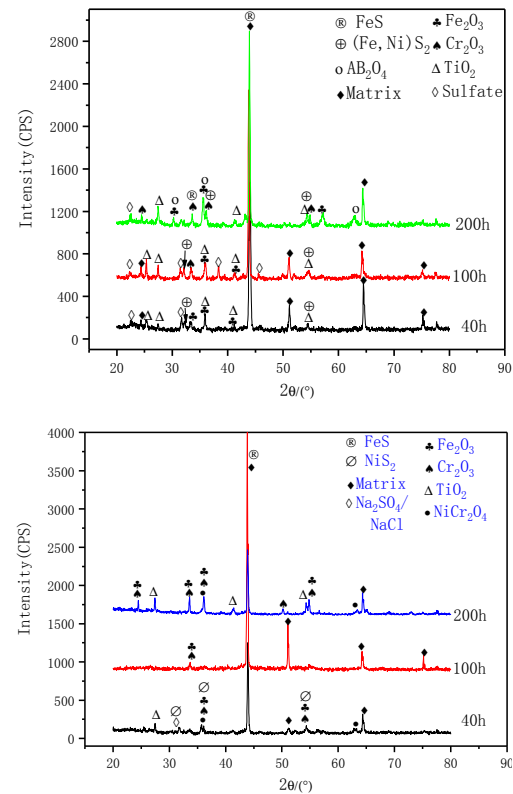 ® FeS ♣ Fe₂O₃
⊕ (Fe,Ni)S₂ ♠ Cr₂O₃
o AB₂O₄ Δ TiO₂
♦ Matrix ◊ Sulfate
Intensity(CPS)
2800
2400
2000
1600
1200
800
400
0
200h
100h
40h
20 30 40 50 60 70 80 90
2θ/(°)
® FeS ♣ Fe₂O₃
∅ NiS₂ ♠ Cr₂O₃
♦ Matrix Δ TiO₂
◊ Na₂SO₄/ ● NiCr₂O₄
NaCl
Intensity(CPS)
4000
3500
3000
2500
2000
1500
1000
500
0
200h
100h
40h
10 20 30 40 50 60 70 80 90
2θ/(°)